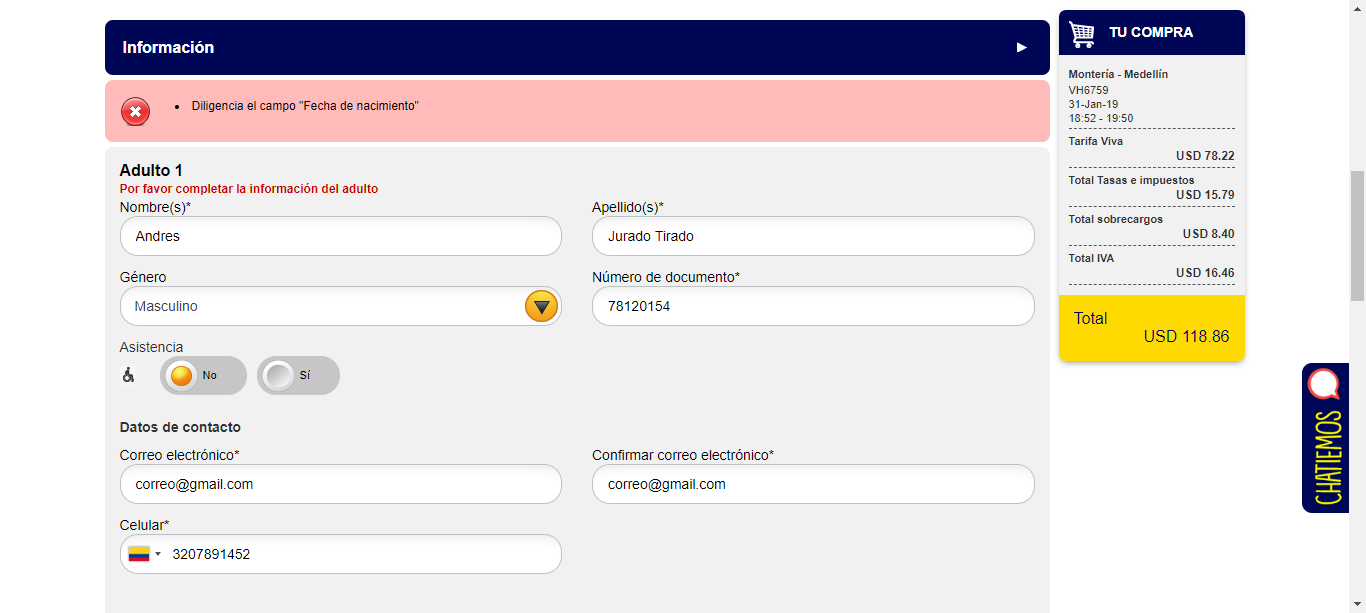 Información
Diligencia el campo "Fecha de nacimiento"
Adulto 1
Por favor completar la información del adulto
Nombre(s)*
Apellido(s)*
Andres
Jurado Tirado
Género
Número de documento*
Masculino
78120154
Asistencia
No
Sí
Datos de contacto
Correo electrónico*
Confirmar correo electrónico*
correo@gmail.com
correo@gmail.com
Celular*
3207891452
TU COMPRA
Montería - Medellín
VH6759
31-Jan-19
18:52 - 19:50
Tarifa Viva
USD 78.22
Total Tasas e impuestos
USD 15.79
Total sobrecargos
USD 8.40
Total IVA
USD 16.46
Total
USD 118.86
CHATIEMOS